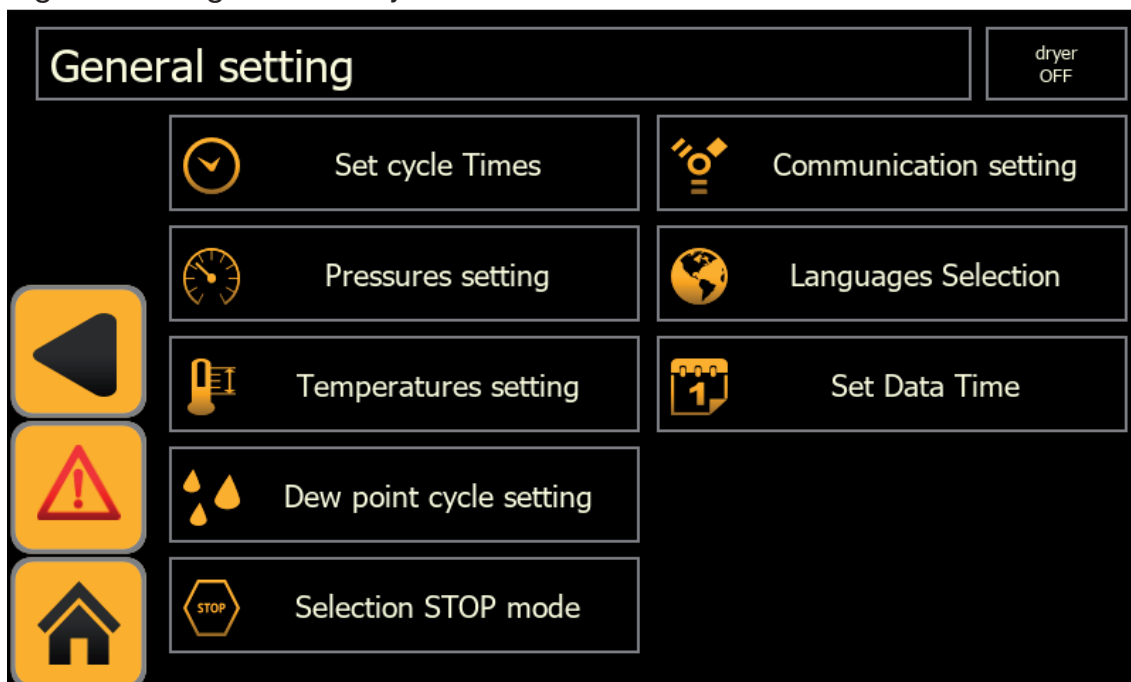 General setting
dryer
OFF
Set cycle Times
Communication setting
Pressures setting
Languages Selection
Temperatures setting
1
Set Data Time
Dew point cycle setting
STOP
Selection STOP mode